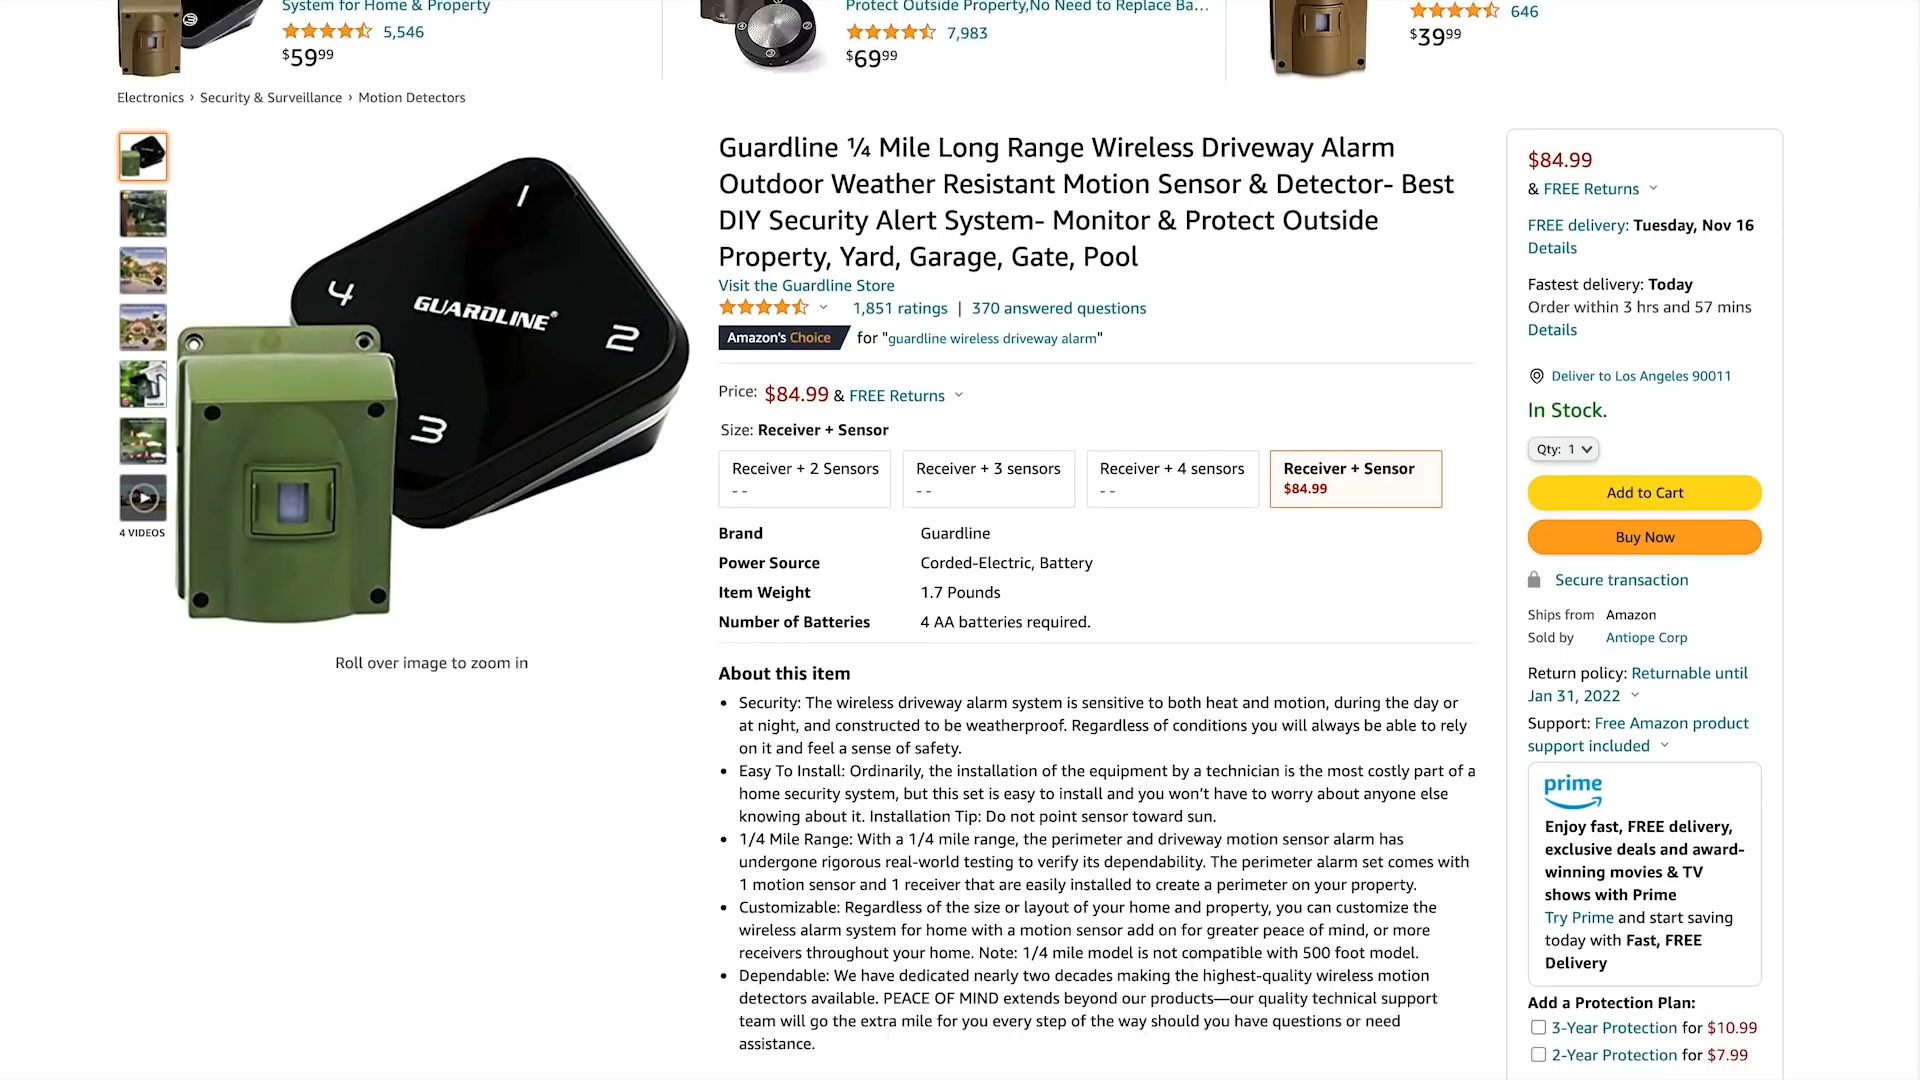 System for Home & Property
5,546
$59.99
Protect Outside Property,No Need to Replace Ba...
7,983
$69.99
646
$39.99
Electronics › Security & Surveillance › Motion Detectors
4 VIDEOS
1
4
GUARDLINE®
2
3
Roll over image to zoom in
Guardline ¼ Mile Long Range Wireless Driveway Alarm
Outdoor Weather Resistant Motion Sensor & Detector- Best
DIY Security Alert System- Monitor & Protect Outside
Property, Yard, Garage, Gate, Pool
Visit the Guardline Store
1,851 ratings | 370 answered questions
Amazon's Choice for "guardline wireless driveway alarm"
Price: $84.99 & FREE Returns
Size: Receiver + Sensor
Receiver + 2 Sensors
- -
Receiver + 3 sensors
- -
Receiver + 4 sensors
- -
Receiver + Sensor
$84.99
Brand Guardline
Power Source Corded-Electric, Battery
Item Weight 1.7 Pounds
Number of Batteries 4 AA batteries required.
About this item
• Security: The wireless driveway alarm system is sensitive to both heat and motion, during the day or
at night, and constructed to be weatherproof. Regardless of conditions you will always be able to rely
on it and feel a sense of safety.
• Easy To Install: Ordinarily, the installation of the equipment by a technician is the most costly part of a
home security system, but this set is easy to install and you won’t have to worry about anyone else
knowing about it. Installation Tip: Do not point sensor toward sun.
• 1/4 Mile Range: With a 1/4 mile range, the perimeter and driveway motion sensor alarm has
undergone rigorous real-world testing to verify its dependability. The perimeter alarm set comes with
1 motion sensor and 1 receiver that are easily installed to create a perimeter on your property.
• Customizable: Regardless of the size or layout of your home and property, you can customize the
wireless alarm system for home with a motion sensor add on for greater peace of mind, or more
receivers throughout your home. Note: 1/4 mile model is not compatible with 500 foot model.
• Dependable: We have dedicated nearly two decades making the highest-quality wireless motion
detectors available. PEACE OF MIND extends beyond our products—our quality technical support
team will go the extra mile for you every step of the way should you have questions or need
assistance.
$84.99
& FREE Returns
FREE delivery: Tuesday, Nov 16
Details
Fastest delivery: Today
Order within 3 hrs and 57 mins
Details
Deliver to Los Angeles 90011
In Stock.
Qty: 1
Add to Cart
Buy Now
Secure transaction
Ships from Amazon
Sold by Antiope Corp
Return policy: Returnable until
Jan 31, 2022
Support: Free Amazon product
support included
prime
Enjoy fast, FREE delivery,
exclusive deals and award-
winning movies & TV
shows with Prime
Try Prime and start saving
today with Fast, FREE
Delivery
Add a Protection Plan:
3-Year Protection for $10.99
2-Year Protection for $7.99